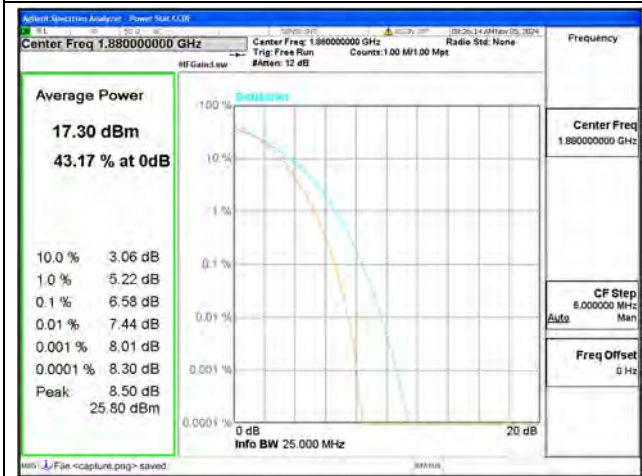 Agilent Spectrum Analyzer - Power Stat CCDF
Center Freq 1.880000000 GHz
Center Freq: 1.880000000 GHz
Radio Std: None
Trig: Free Run
Counts:1.00 M/1.00 Mpt
#IFGain:Low
#Atten: 12 dB
Frequency
Average Power
17.30 dBm
43.17 % at 0dB
10.0 % 3.06 dB
1.0 % 5.22 dB
0.1 % 6.58 dB
0.01 % 7.44 dB
0.001 % 8.01 dB
0.0001 % 8.30 dB
Peak 8.50 dB
25.80 dBm
Gaussian
100 %
10 %
1 %
0.1 %
0.01 %
0.001 %
0.0001 %
0 dB
20 dB
Info BW 25.000 MHz
Center Freq
1.880000000 GHz
CF Step
6.000000 MHz
Auto Man
Freq Offset
0 Hz
MSG
File <capture.png> saved
STATUS